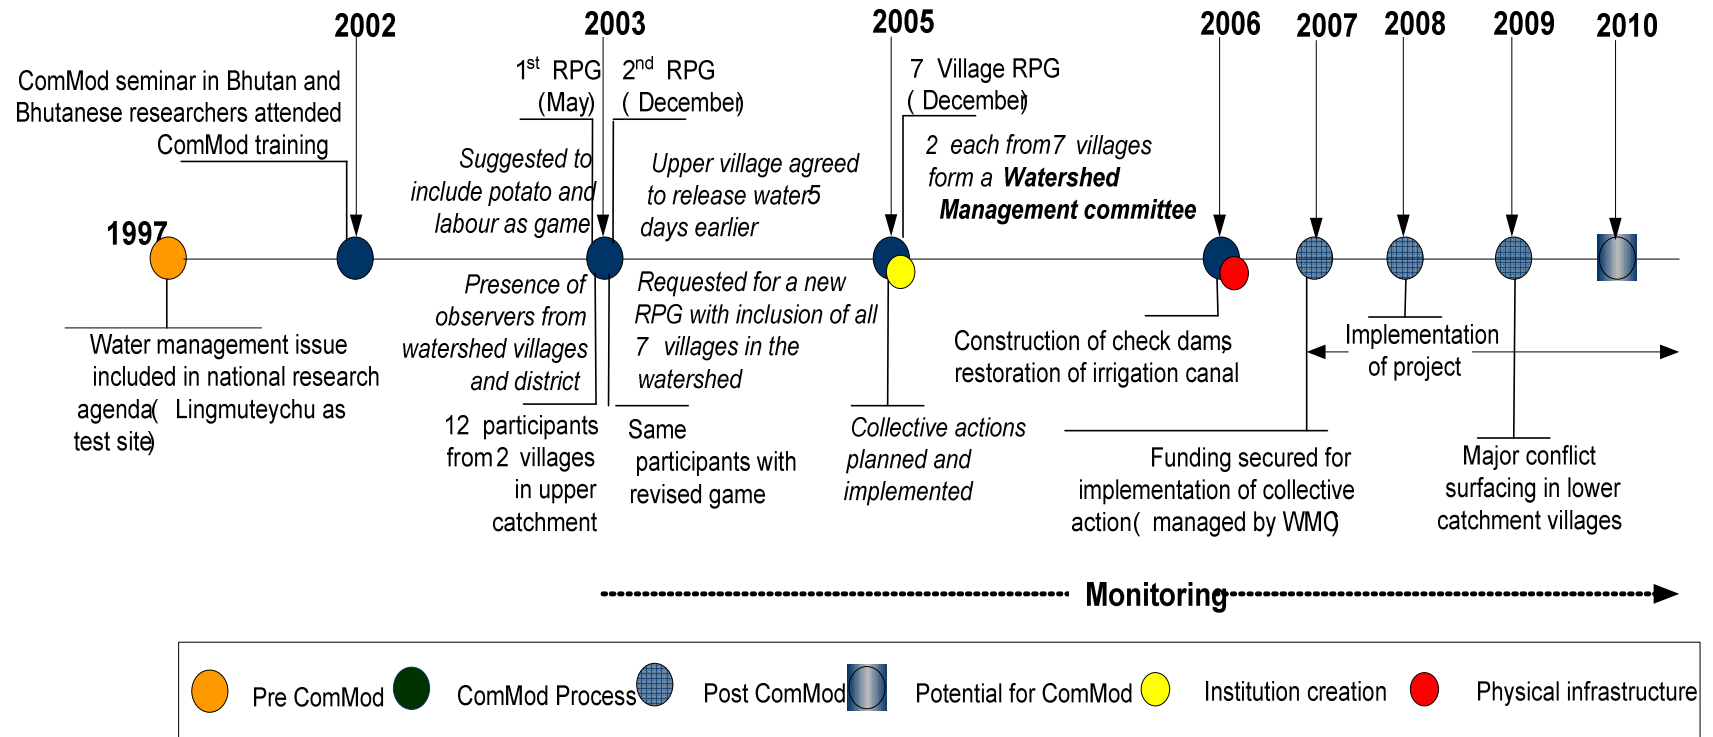 2002
2003
2005
2006
2007
2008
2009
2010
ComMod seminar in Bhutan and
Bhutanese researchers attended
ComMod training
1st RPG
(May)
2nd RPG
( December)
7 Village RPG
( December)
Suggested to
include potato and
labour as game
Upper village agreed
to release water5
days earlier
2 each from7 villages
form a Watershed
Management committee
1997
Water management issue
included in national research
agenda( Lingmuteychu as
test site)
Presence of
observers from
watershed villages
and district
Requested for a new
RPG with inclusion of all
7 villages in the
watershed
12 participants
from2 villages
in upper
catchment
Same
participants with
revised game
Collective actions
planned and
implemented
Construction of check dams,
restoration of irrigation canal
Implementation
of project
Funding secured for
implementation of collective
action( managed by WMC)
Major conflict
surfacing in lower
catchment villages
Monitoring
Pre ComMod
ComMod Process
Post ComMod
Potential for ComMod
Institution creation
Physical infrastructure